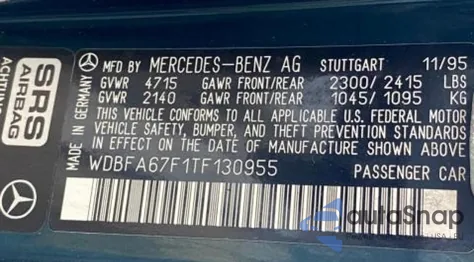 MFD. BY MERCEDES-BENZ AG STUTTGART 11/95
GVWR 4715 GAWR FRONT/REAR 2300/2415 LBS
GVWR 2140 GAWR FRONT/REAR 1045/1095 KG
THIS VEHICLE CONFORMS TO ALL APPLICABLE U.S. FEDERAL MOTOR
VEHICLE SAFETY, BUMPER, AND THEFT PREVENTION STANDARDS
IN EFFECT ON THE DATE OF MANUFACTURE SHOWN ABOVE.
WDBFA67F1TF130955 PASSENGER CAR
MADE IN GERMANY
SRS
AIRBAG
ACHTUN
autoSnap